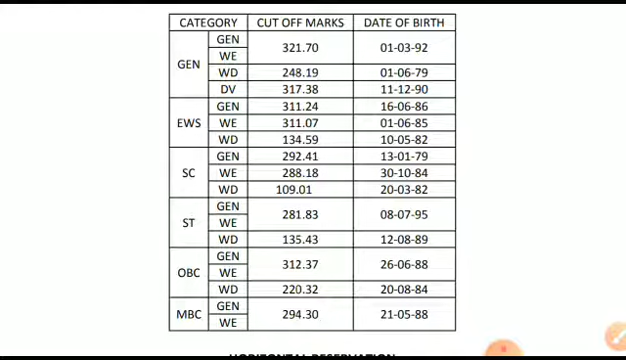 CATEGORY CUT OFF MARKS DATE OF BIRTH
GEN GEN 321.70 01-03-92
WE
WD 248.19 01-06-79
DV 317.38 11-12-90
EWS GEN 311.24 16-06-86
WE 311.07 01-06-85
WD 134.59 10-05-82
SC GEN 292.41 13-01-79
WE 288.18 30-10-84
WD 109.01 20-03-82
ST GEN 281.83 08-07-95
WE
WD 135.43 12-08-89
OBC GEN 312.37 26-06-88
WE
WD 220.32 20-08-84
MBC GEN 294.30 21-05-88
WE
HORIZONTAL RESERVATION